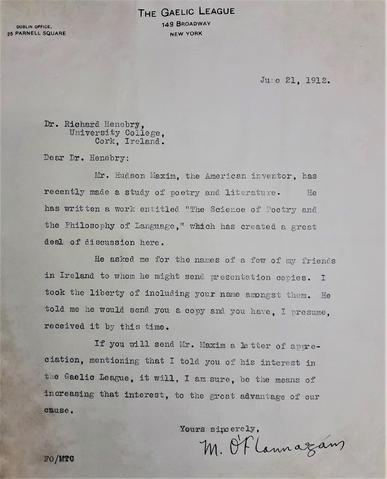 THE GAELIC LEAGUE
149 BROADWAY
NEW YORK
DUBLIN OFFICE,
25 PARNELL SQUARE
June 21, 1912.
Dr. Richard Henebry,
University College,
Cork, Ireland.
Dear Dr. Henebry:
Mr. Hudson Maxim, the American inventor, has
recently made a study of poetry and literature. He
has written a work entitled "The Science of Poetry and
the Philosophy of Language," which has created a great
deal of discussion here.
He asked me for the names of a few of my friends
in Ireland to whom he might send presentation copies. I
took the liberty of including your name amongst them. He
told me he would send you a copy and you have, I presume,
received it by this time.
If you will send Mr. Maxim a letter of appre-
ciation, mentioning that I told you of his interest in
the Gaelic League, it will, I am sure, be the means of
increasing that interest, to the great advantage of our
cause.
Yours sincerely,
M. O'Flannagain
FO/MTC